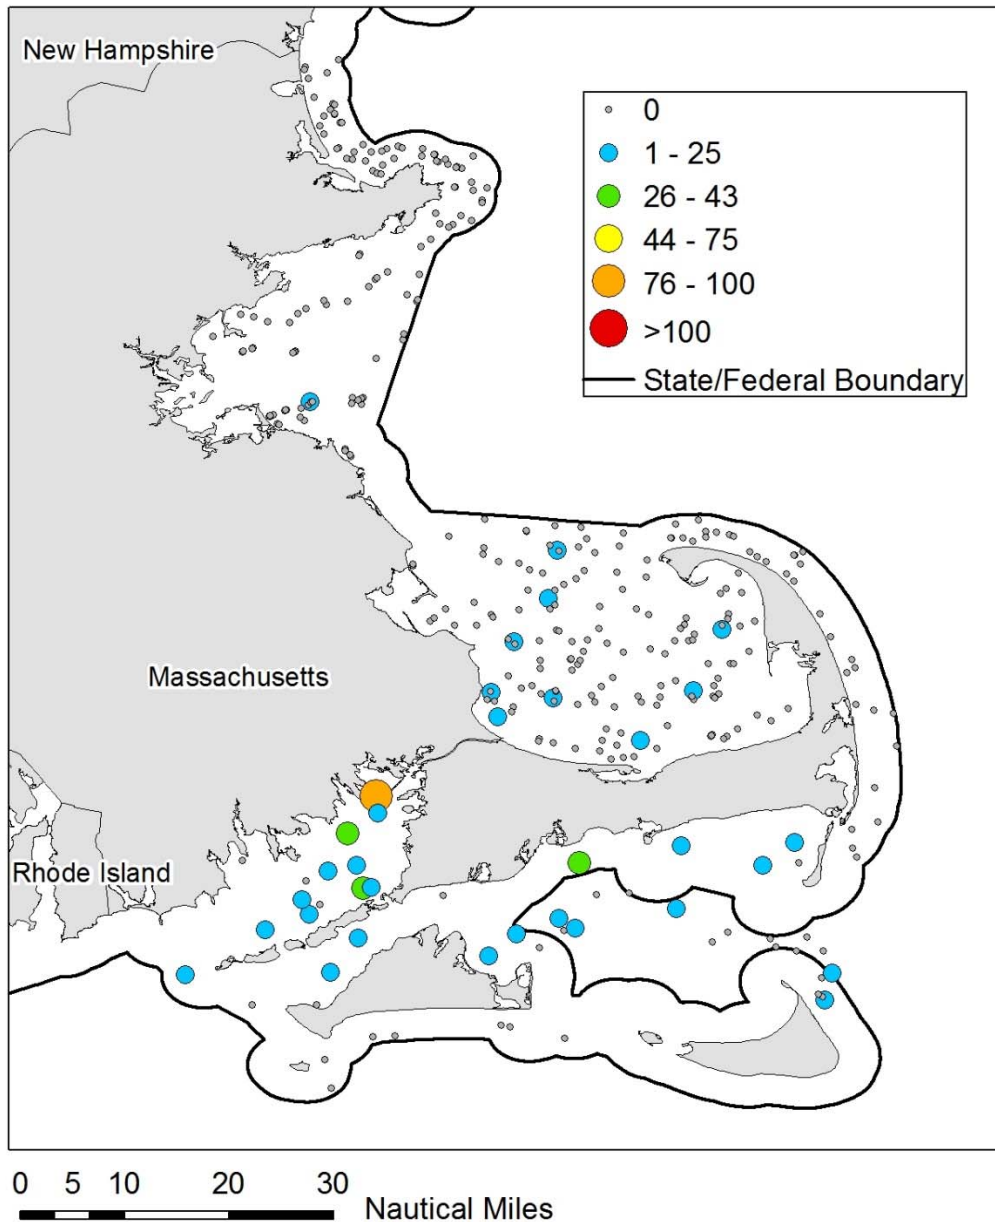 New Hampshire
0
1 - 25
26 - 43
44 - 75
76 - 100
>100
State/Federal Boundary
Massachusetts
Rhode Island
0 5 10 20 30
Nautical Miles